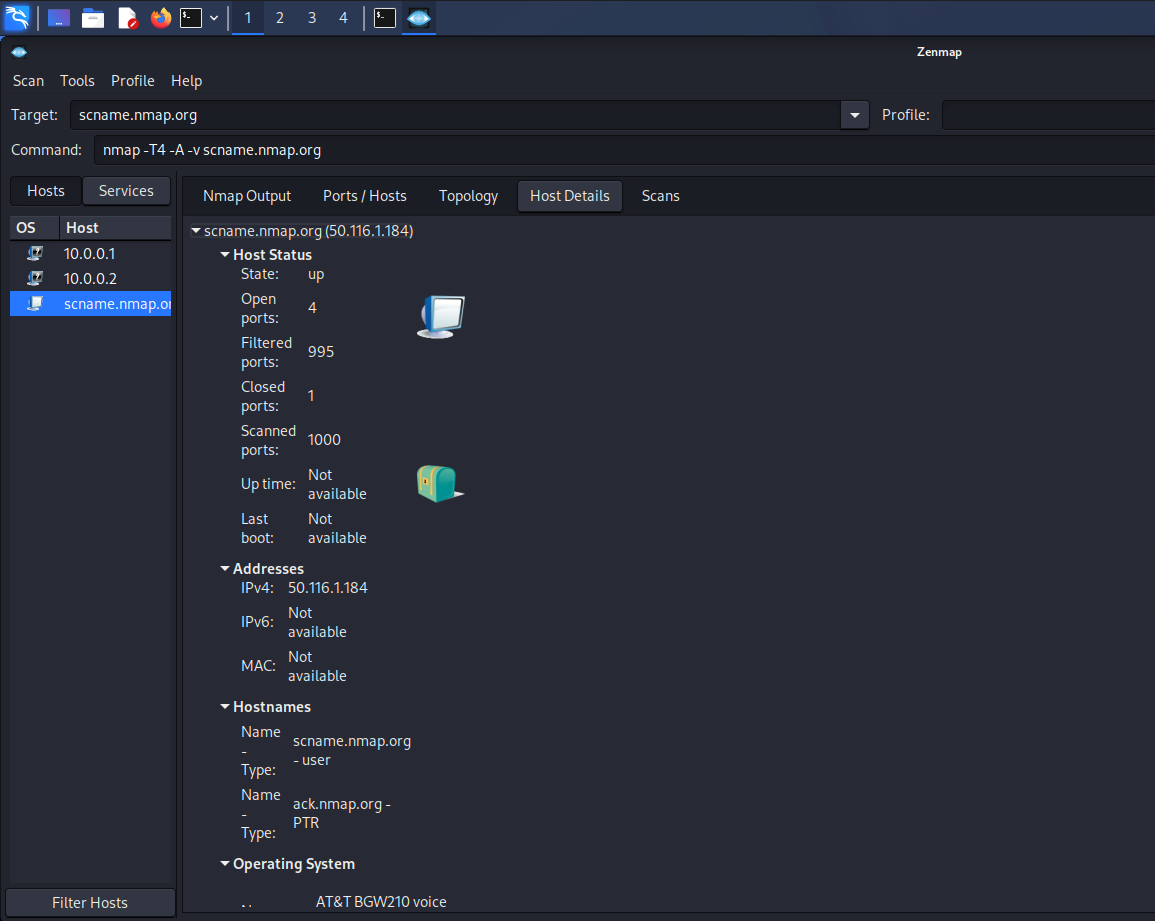 1 2 3 4
Zenmap
Scan Tools Profile Help
Target: scname.nmap.org Profile:
Command: nmap -T4 -A -v scname.nmap.org
Hosts Services
Nmap Output Ports / Hosts Topology Host Details Scans
OS Host
10.0.0.1
10.0.0.2
scname.nmap.or
scname.nmap.org (50.116.1.184)
Host Status
State: up
Open
ports: 4
Filtered
ports: 995
Closed
ports: 1
Scanned
ports: 1000
Up time: Not
available
Last
boot: Not
available
Addresses
IPv4: 50.116.1.184
IPv6: Not
available
MAC: Not
available
Hostnames
Name
-
Type:
scname.nmap.org
- user
Name
-
Type:
ack.nmap.org -
PTR
Operating System
AT&T BGW210 voice
Filter Hosts